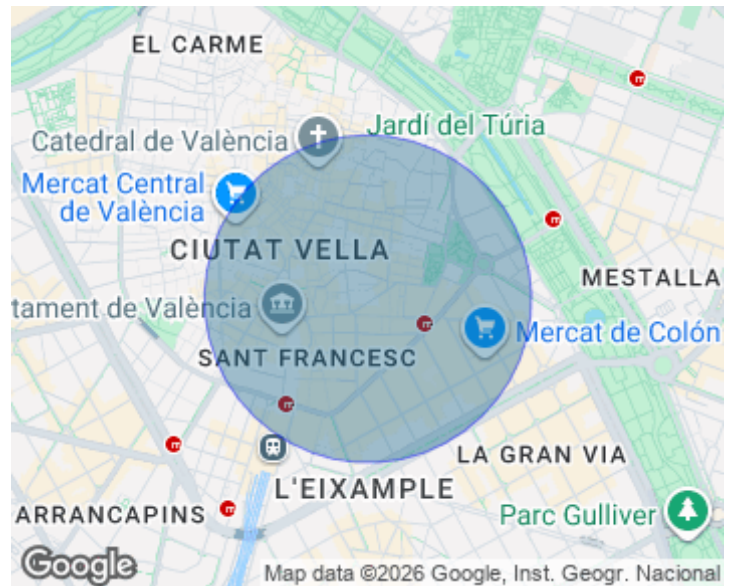 EL CARME
Catedral de València
Jardí del Túria
Mercat Central
de València
CIUTAT VELLA
MESTALLA
tament de València
Mercat de Colón
SANT FRANCESC
LA GRAN VIA
L'EIXAMPLE
ARRANCAPINS
Parc Gulliver
Google
Map data ©2026 Google, Inst. Geogr. Nacional